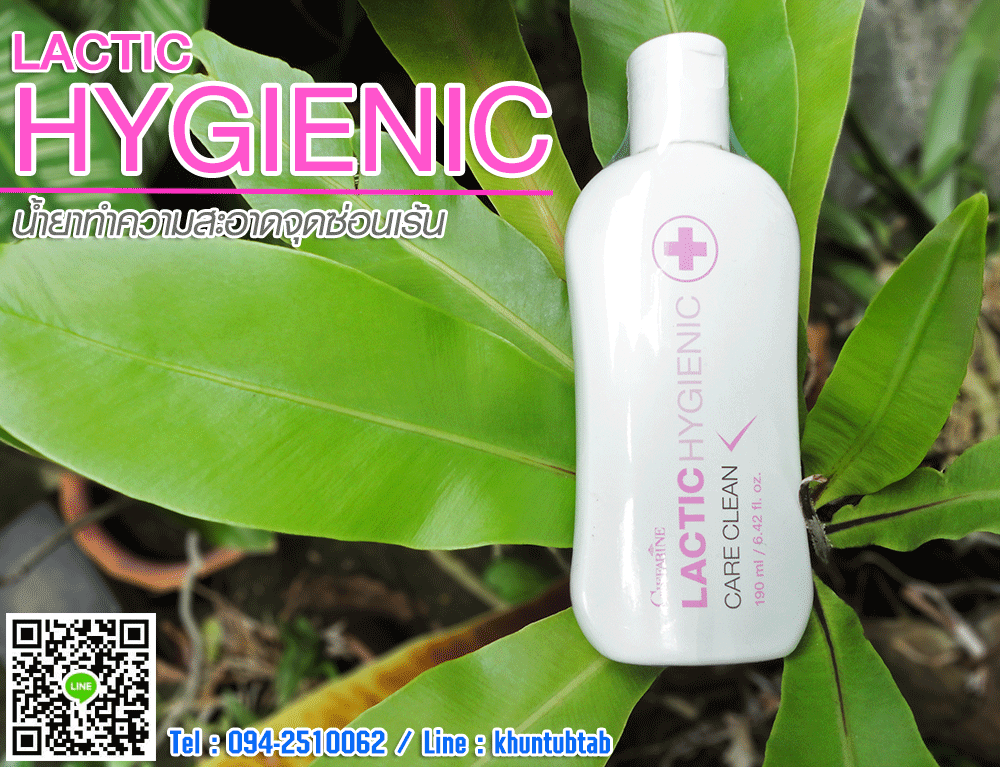 LACTIC
HYGIENIC
น้ำยาทำความสะอาดจุดซ่อนเร้น
GIFFARINE
LACTIC HYGIENIC
CARE CLEAN
190 ml / 6.42 fl. oz.
LINE
Tel : 094-2510062 / Line : khuntubtab